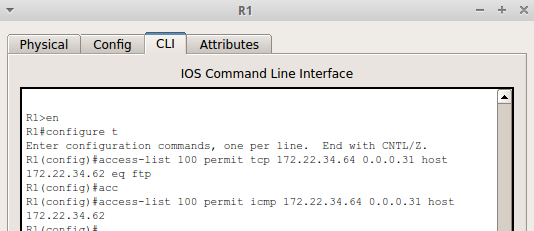 R1
Physical Config CLI Attributes
IOS Command Line Interface
R1>en
R1#configure t
Enter configuration commands, one per line.  End with CNTL/Z.
R1(config)#access-list 100 permit tcp 172.22.34.64 0.0.0.31 host
172.22.34.62 eq ftp
R1(config)#acc
R1(config)#access-list 100 permit icmp 172.22.34.64 0.0.0.31 host
172.22.34.62
R1(config)#